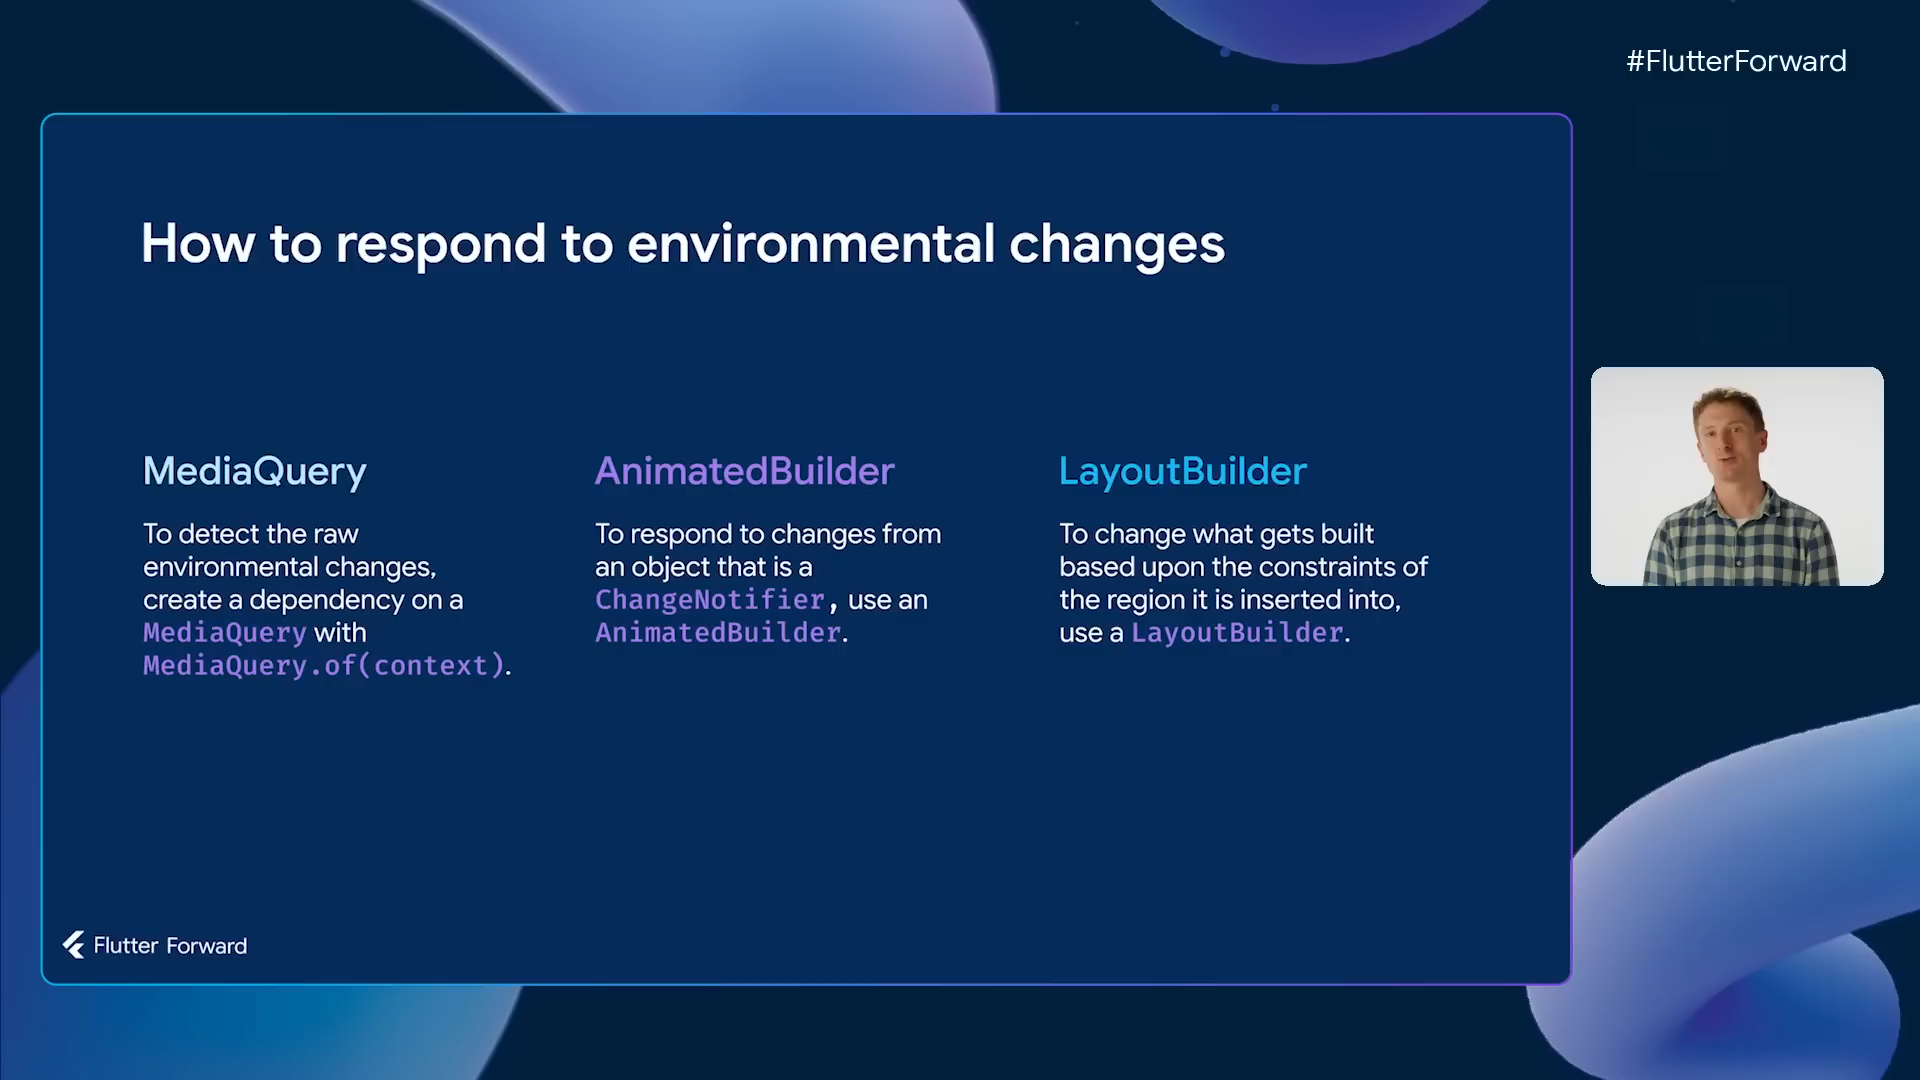 #FlutterForward
How to respond to environmental changes
MediaQuery
To detect the raw
environmental changes,
create a dependency on a
MediaQuery with
MediaQuery.of(context).
AnimatedBuilder
To respond to changes from
an object that is a
ChangeNotifier, use an
AnimatedBuilder.
LayoutBuilder
To change what gets built
based upon the constraints of
the region it is inserted into,
use a LayoutBuilder.
Flutter Forward